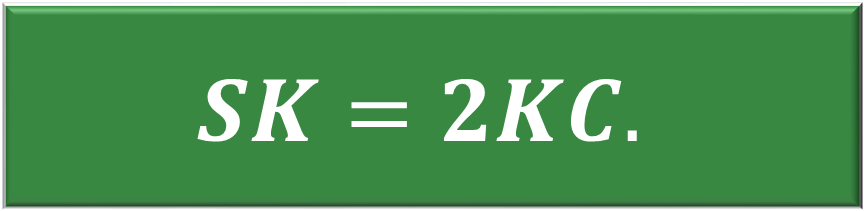 SK = 2KC.